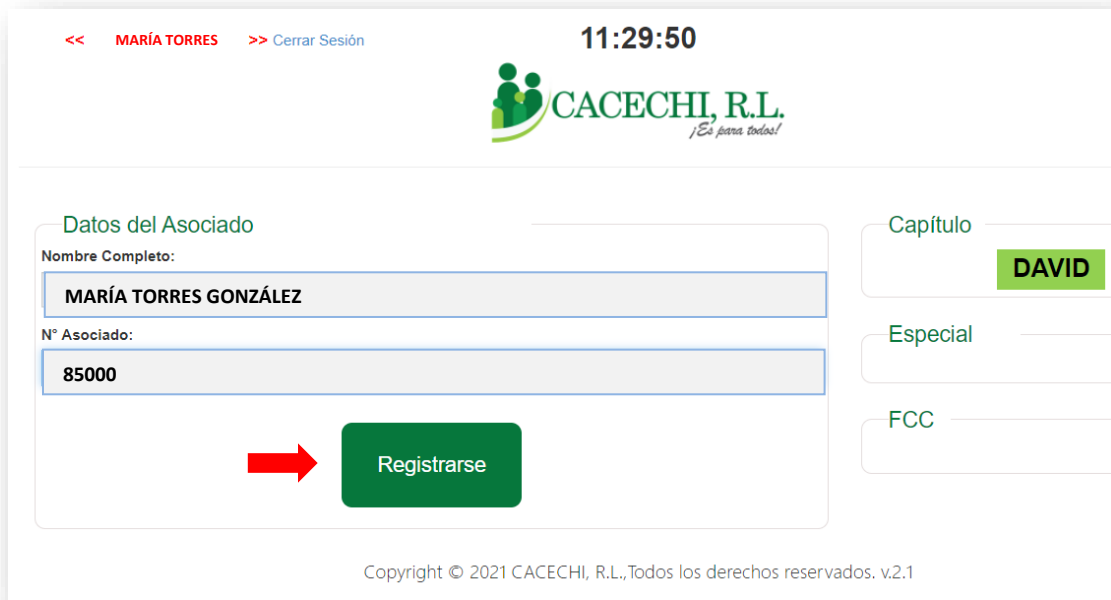 << MARÍA TORRES >> Cerrar Sesión
11:29:50
CACECHI, R.L.
¡Es para todos!
Datos del Asociado
Nombre Completo:
MARÍA TORRES GONZÁLEZ
N° Asociado:
85000
Registrarse
Capítulo
DAVID
Especial
FCC
Copyright © 2021 CACECHI, R.L.,Todos los derechos reservados. v.2.1